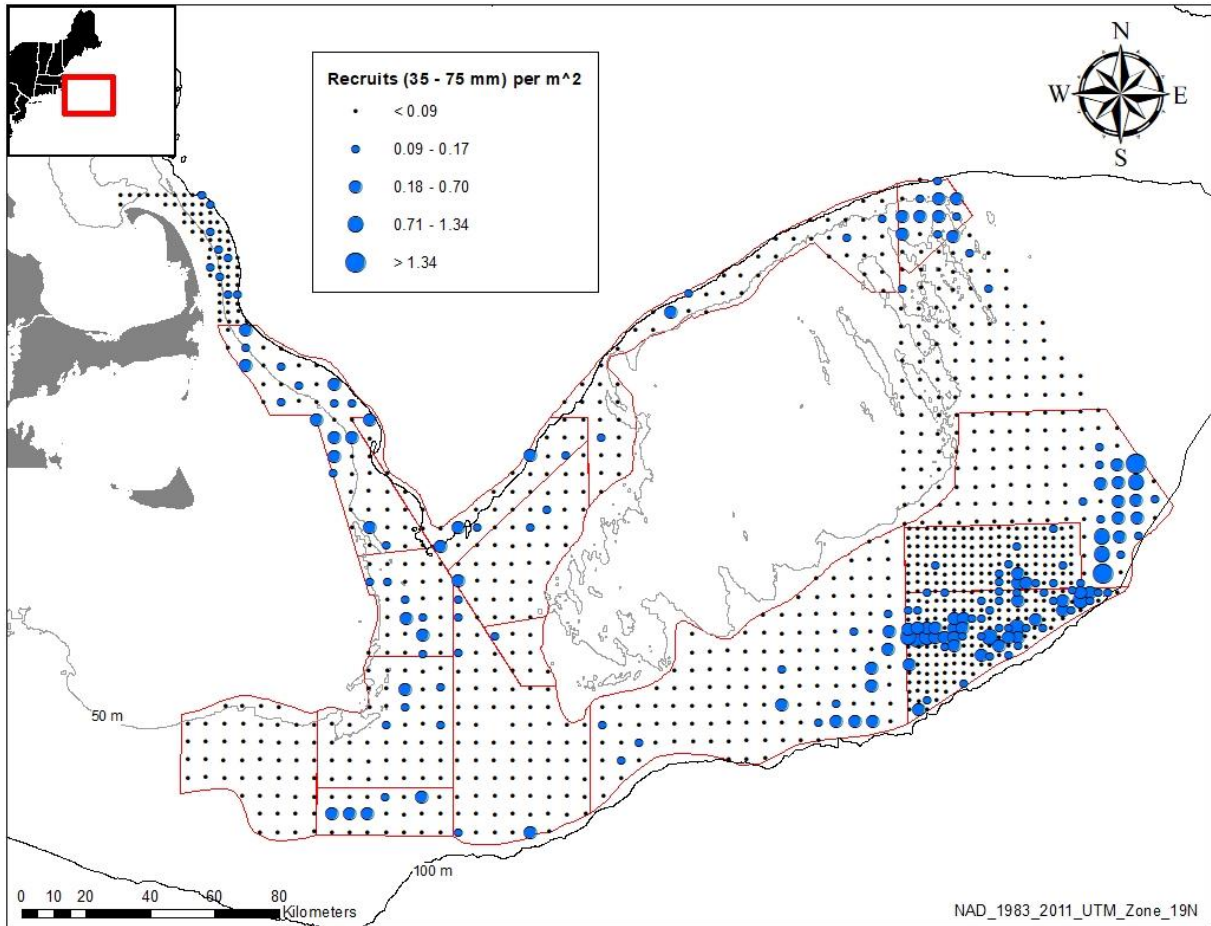 N
W E
S
Recruits (35 - 75 mm) per m^2
< 0.09
0.09 - 0.17
0.18 - 0.70
0.71 - 1.34
> 1.34
50 m
100 m
0 10 20 40 60 80
Kilometers
NAD_1983_2011_UTM_Zone_19N